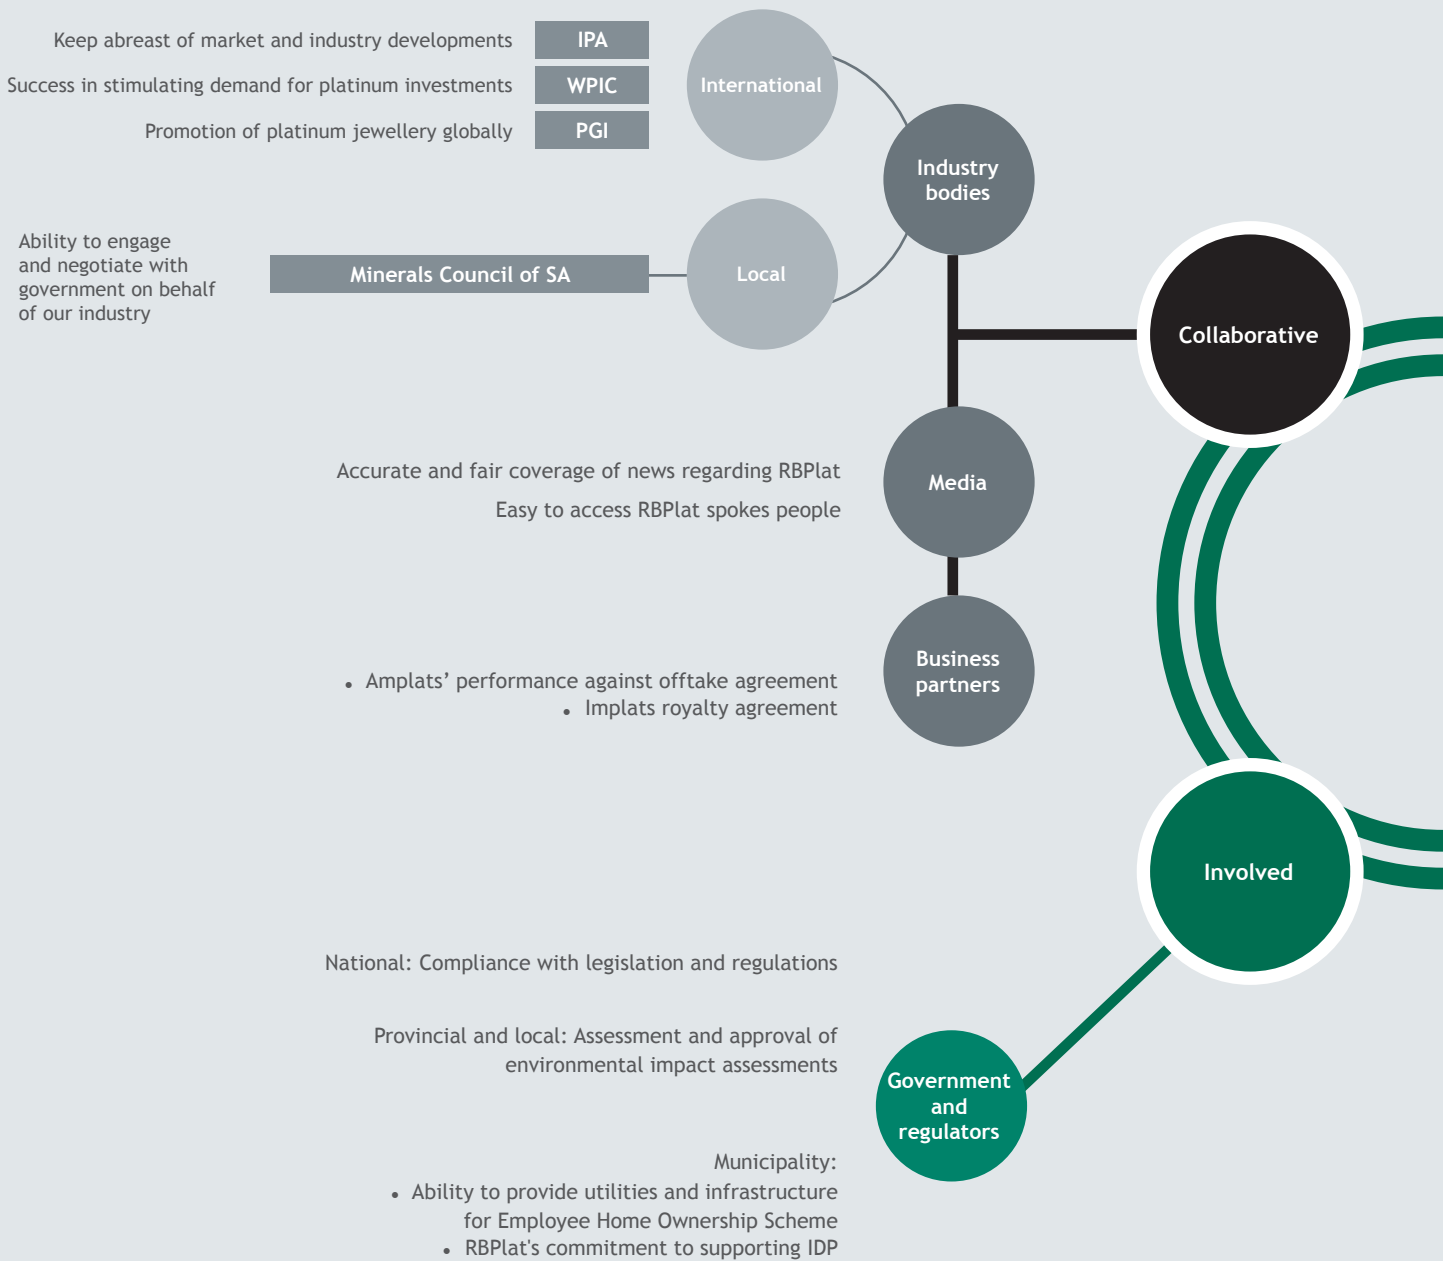 Keep abreast of market and industry developments
IPA
Success in stimulating demand for platinum investments
WPIC
Promotion of platinum jewellery globally
PGI
International
Industry
bodies
Ability to engage
and negotiate with
government on behalf
of our industry
Minerals Council of SA
Local
Collaborative
Accurate and fair coverage of news regarding RBPlat
Easy to access RBPlat spokes people
Media
• Amplats’ performance against offtake agreement
• Implats royalty agreement
Business
partners
Involved
National: Compliance with legislation and regulations
Provincial and local: Assessment and approval of
environmental impact assessments
Government
and
regulators
Municipality:
• Ability to provide utilities and infrastructure
for Employee Home Ownership Scheme
• RBPlat's commitment to supporting IDP